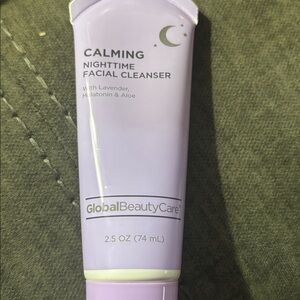 CALMING
NIGHTTIME
FACIAL CLEANSER
With Lavender,
Melatonin & Aloe
GlobalBeautyCare
2.5 OZ (74 mL)